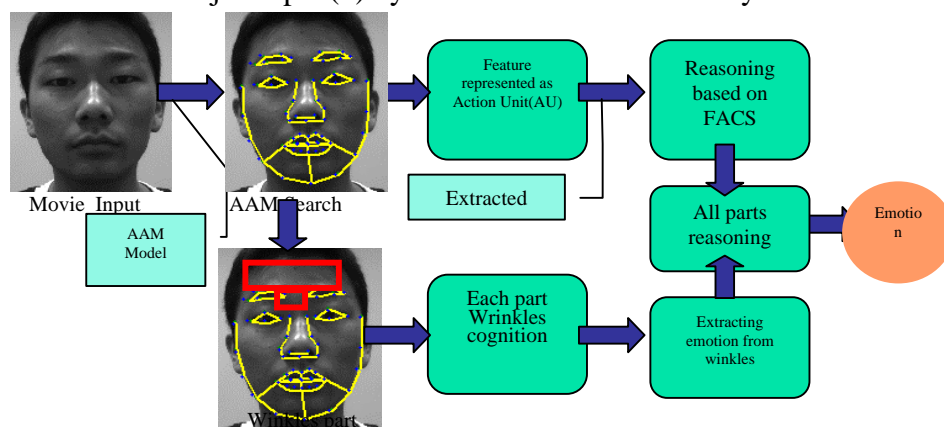 Movie Input
AAM Search
AAM
Model
Feature
represented as
Action Unit(AU)
Extracted
Reasoning
based on
FACS
All parts
reasoning
Emotio
n
Winkles part
Each part
Wrinkles
cognition
Extracting
emotion from
winkles